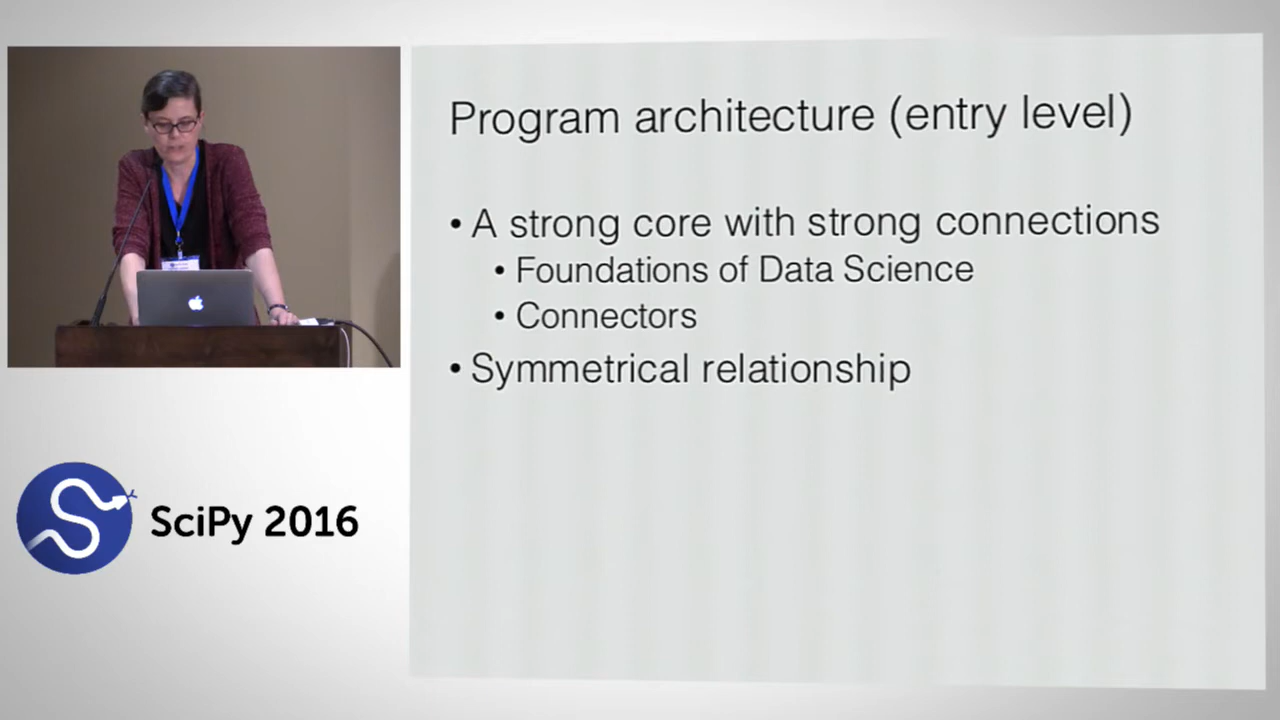 Program architecture (entry level)
• A strong core with strong connections
• Foundations of Data Science
• Connectors
• Symmetrical relationship
SciPy 2016